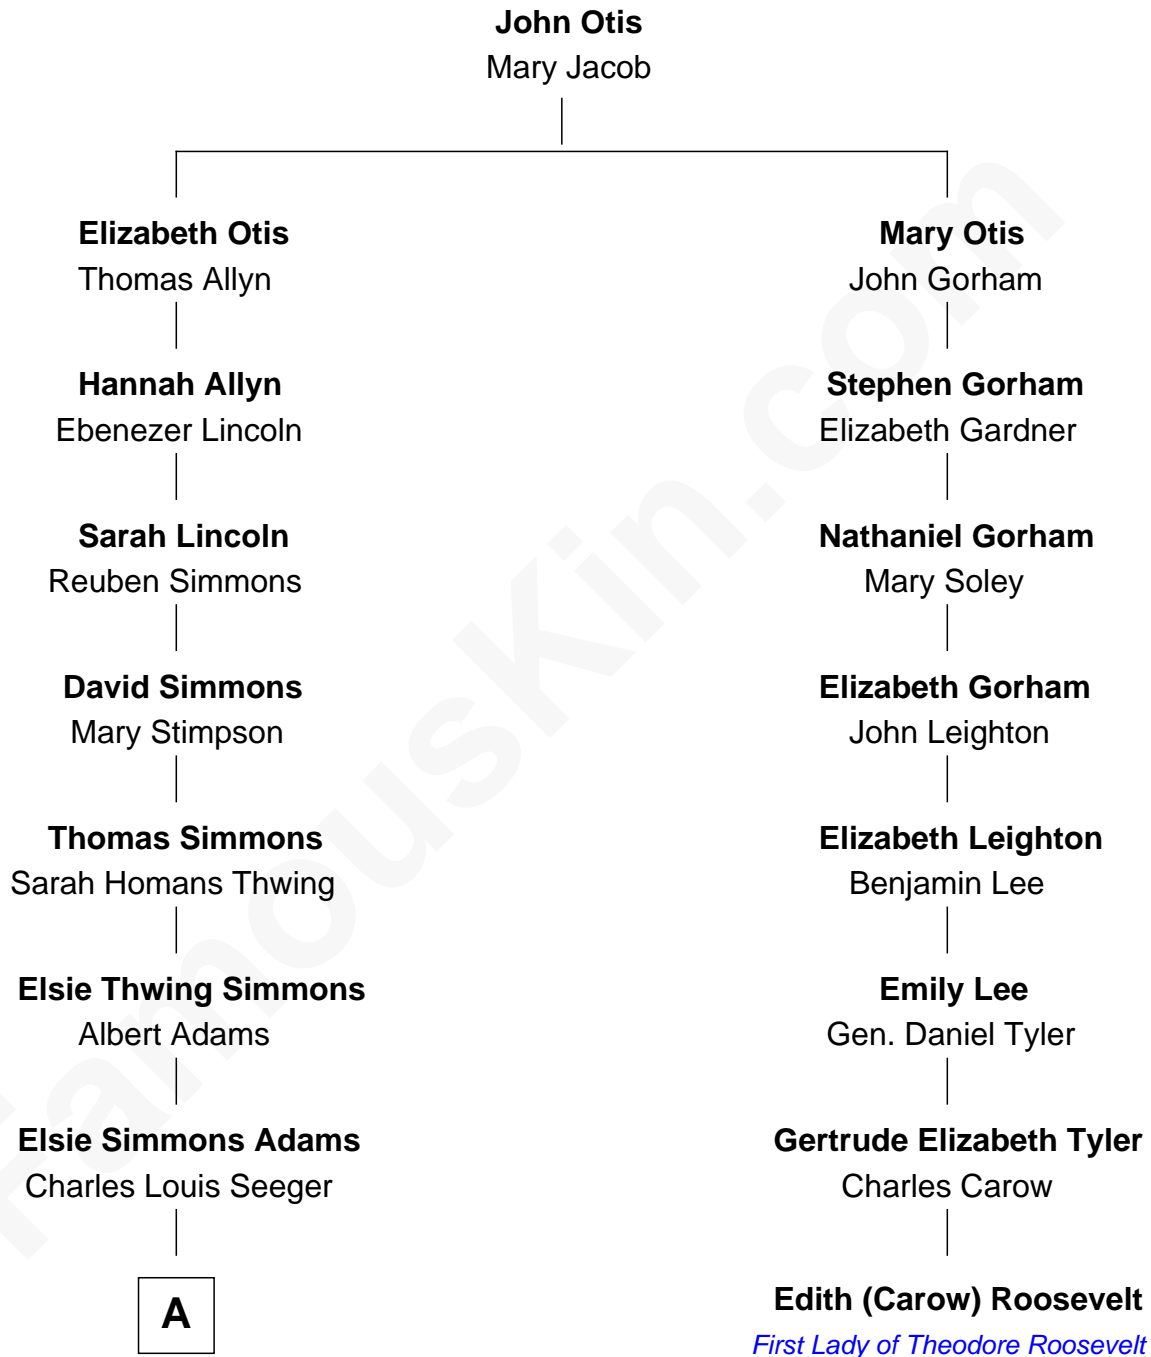 John Otis
Mary Jacob
Elizabeth Otis
Thomas Allyn
Mary Otis
John Gorham
Hannah Allyn
Ebenezer Lincoln
Stephen Gorham
Elizabeth Gardner
Sarah Lincoln
Reuben Simmons
Nathaniel Gorham
Mary Soley
David Simmons
Mary Stimpson
Elizabeth Gorham
John Leighton
Thomas Simmons
Sarah Homans Thwing
Elizabeth Leighton
Benjamin Lee
Elsie Thwing Simmons
Albert Adams
Emily Lee
Gen. Daniel Tyler
Elsie Simmons Adams
Charles Louis Seeger
Gertrude Elizabeth Tyler
Charles Carow
A
Edith (Carow) Roosevelt
First Lady of Theodore Roosevelt
FamousKin.com